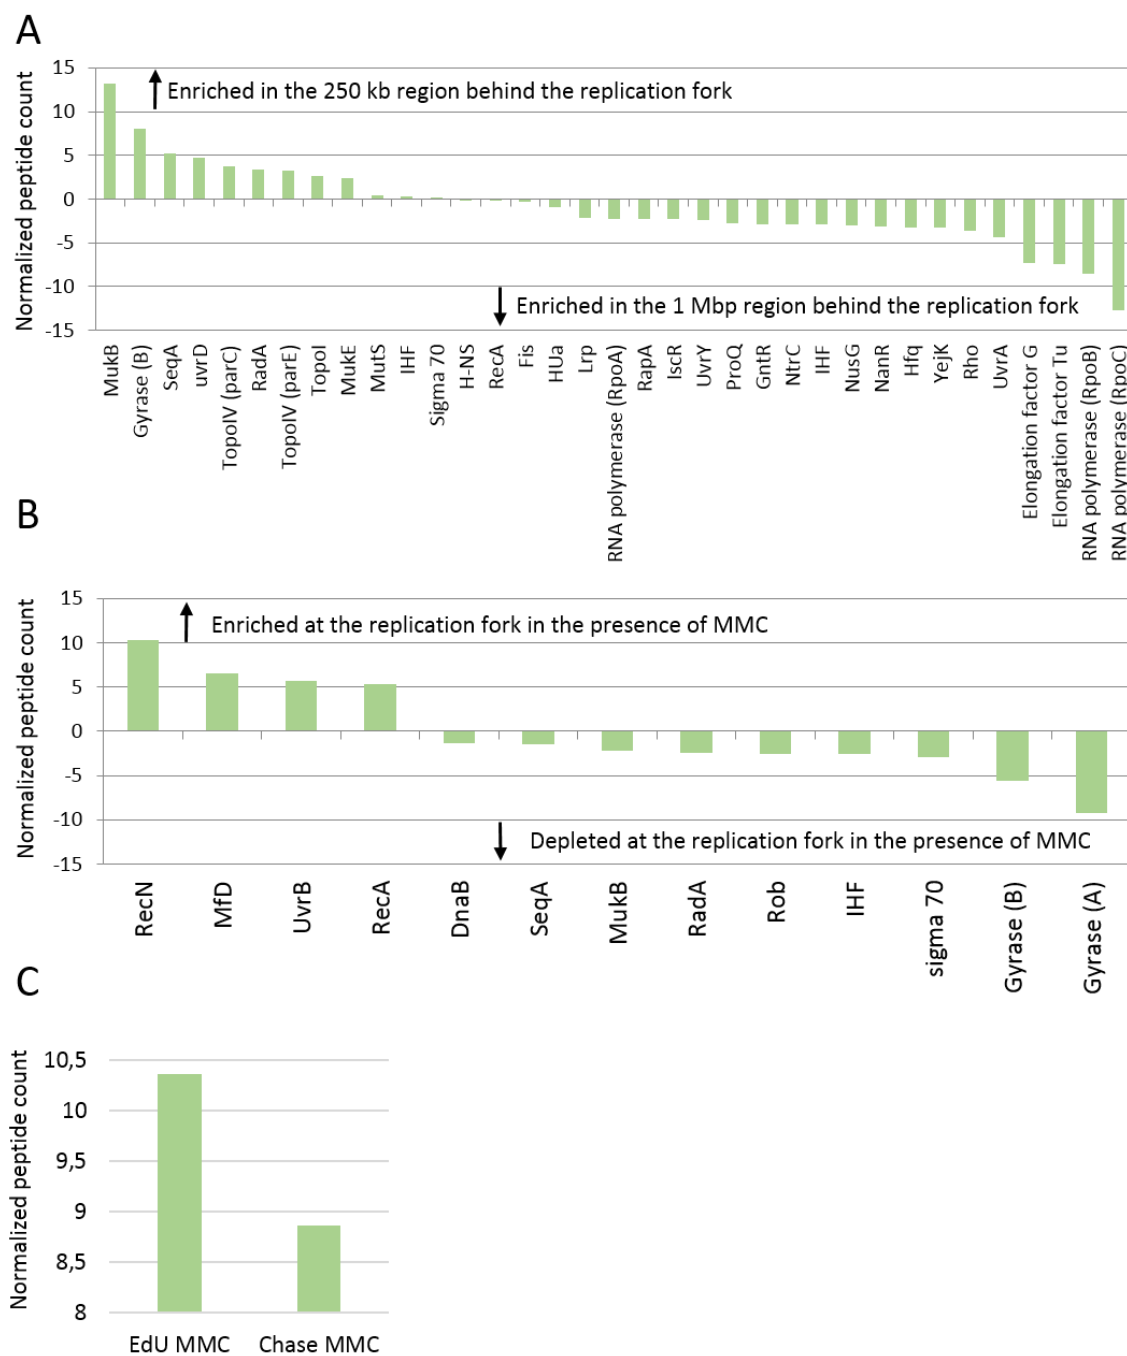 A
Normalized peptide count
15
10
5
0
-5
-10
-15
Enriched in the 250 kb region behind the replication fork
Enriched in the 1 Mbp region behind the replication fork
MukB
Gyrase (B)
SeqA
uvrD
TopoIV (parC)
RadA
TopoIV (parE)
TopoI
MukE
MutS
IHF
Sigma 70
H-NS
RecA
Fis
HUa
Lrp
RNA polymerase (RpoA)
RapA
IscR
UvrY
ProQ
GntR
NtrC
IHF
NusG
NanR
Hfq
YejK
Rho
UvrA
Elongation factor G
Elongation factor Tu
RNA polymerase (RpoB)
RNA polymerase (RpoC)
B
Normalized peptide count
15
10
5
0
-5
-10
-15
Enriched at the replication fork in the presence of MMC
Depleted at the replication fork in the presence of MMC
RecN
MfD
UvrB
RecA
DnaB
SeqA
MukB
RadA
Rob
IHF
sigma 70
Gyrase (B)
Gyrase (A)
C
Normalized peptide count
10,5
10
9,5
9
8,5
8
EdU MMC
Chase MMC